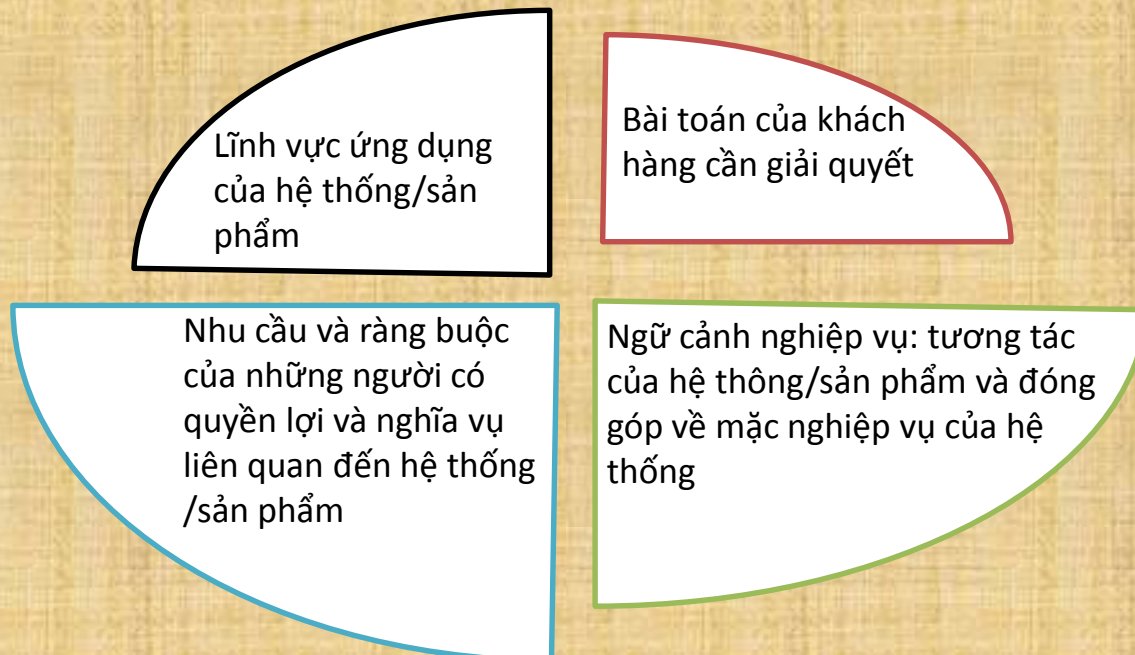 Lĩnh vực ứng dụng
của hệ thống/sản
phẩm
Bài toán của khách
hàng cần giải quyết
Nhu cầu và ràng buộc
của những người có
quyền lợi và nghĩa vụ
liên quan đến hệ thống
/sản phẩm
Ngữ cảnh nghiệp vụ: tương tác
của hệ thông/sản phẩm và đóng
góp về mặc nghiệp vụ của hệ
thống